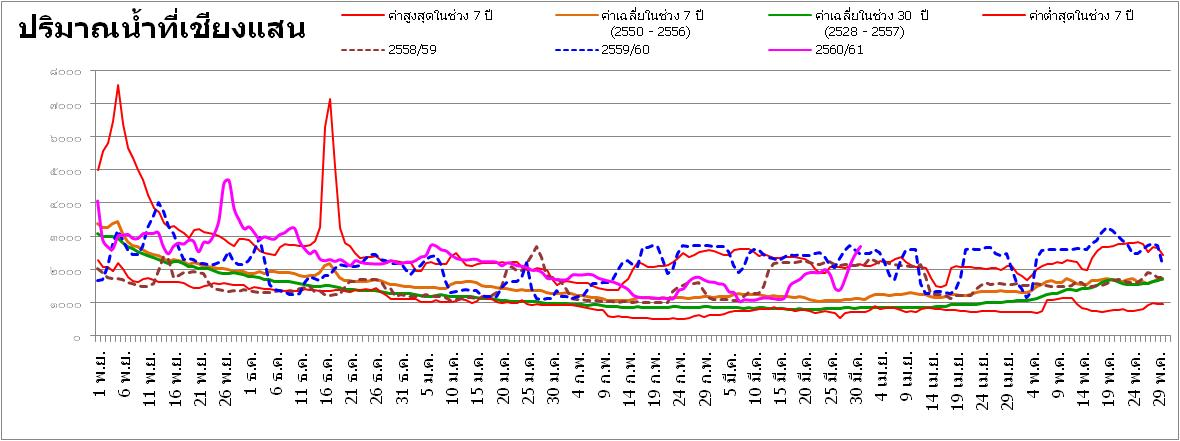 ปริมาณน้ำที่เชียงแสน
ค่าสูงสุดในช่วง 7 ปี
ค่าเฉลี่ยในช่วง 7 ปี
(2550 - 2556)
ค่าเฉลี่ยในช่วง 30 ปี
(2528 - 2557)
ค่าต่ำสุดในช่วง 7 ปี
2558/59
2559/60
2560/61
๘๐๐๐
๗๐๐๐
๖๐๐๐
๕๐๐๐
๔๐๐๐
๓๐๐๐
๒๐๐๐
๑๐๐๐
๐
1 พ.ย.
6 พ.ย.
11 พ.ย.
16 พ.ย.
21 พ.ย.
26 พ.ย.
1 ธ.ค.
6 ธ.ค.
11 ธ.ค.
16 ธ.ค.
21 ธ.ค.
26 ธ.ค.
31 ธ.ค.
5 ม.ค.
10 ม.ค.
15 ม.ค.
20 ม.ค.
25 ม.ค.
30 ม.ค.
4 ก.พ.
9 ก.พ.
14 ก.พ.
19 ก.พ.
24 ก.พ.
29 ก.พ.
5 มี.ค.
10 มี.ค.
15 มี.ค.
20 มี.ค.
25 มี.ค.
30 มี.ค.
4 เม.ย.
9 เม.ย.
14 เม.ย.
19 เม.ย.
24 เม.ย.
29 เม.ย.
4 พ.ค.
9 พ.ค.
14 พ.ค.
19 พ.ค.
24 พ.ค.
29 พ.ค.